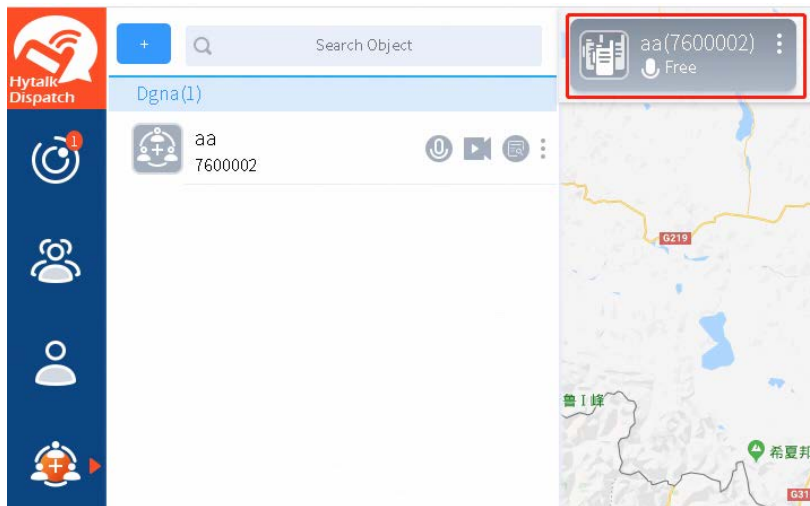 Hytalk
Dispatch
1
+
Search Object
Dgna(1)
aa
7600002
aa(7600002)
Free
G219
鲁 I 峰
希夏邦
G31